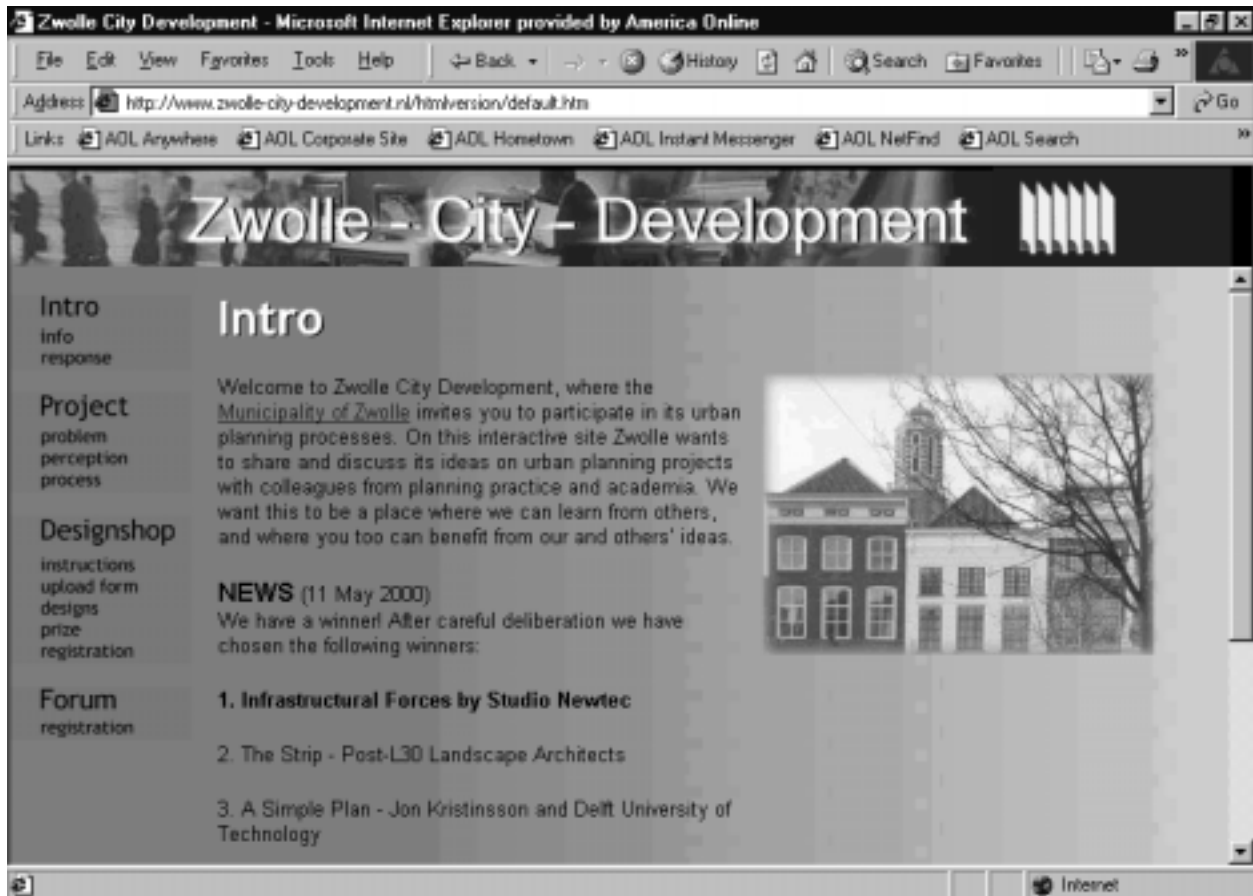 Zwolle City Development - Microsoft Internet Explorer provided by America Online
File Edit View Favorites Tools Help Back History Search Favorites »
Address http://www.zwolle-city-development.nl/htmlversion/default.htm Go
Links AOL Anywhere AOL Corporate Site AOL Hometown AOL Instant Messenger AOL NetFind AOL Search »
Zwolle - City - Development
Intro
info
response
Project
problem
perception
process
Designshop
instructions
upload form
designs
prize
registration
Forum
registration
Intro
Welcome to Zwolle City Development, where the
Municipality of Zwolle invites you to participate in its urban
planning processes. On this interactive site Zwolle wants
to share and discuss its ideas on urban planning projects
with colleagues from planning practice and academia. We
want this to be a place where we can learn from others,
and where you too can benefit from our and others' ideas.
NEWS (11 May 2000)
We have a winner! After careful deliberation we have
chosen the following winners:
1. Infrastructural Forces by Studio Newtec
2. The Strip - Post-L30 Landscape Architects
3. A Simple Plan - Jon Kristinsson and Delft University of
Technology
Internet